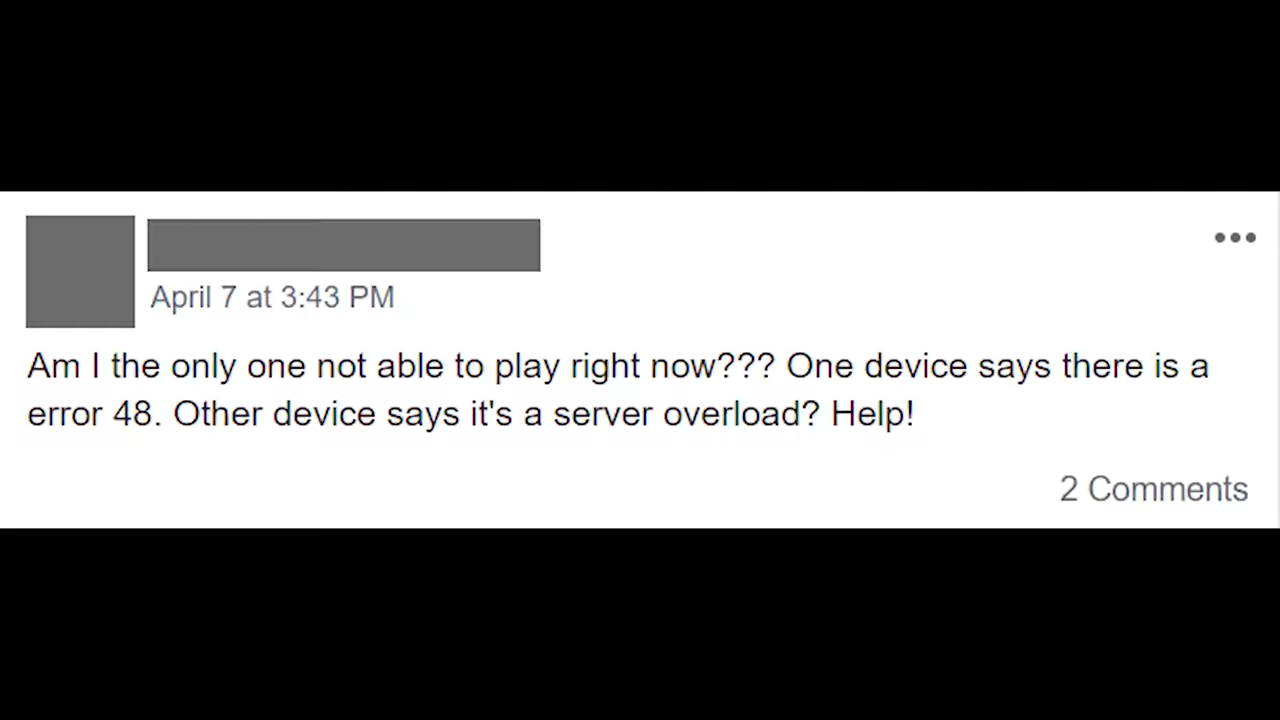 April 7 at 3:43 PM
Am I the only one not able to play right now??? One device says there is a
error 48. Other device says it's a server overload? Help!
2 Comments